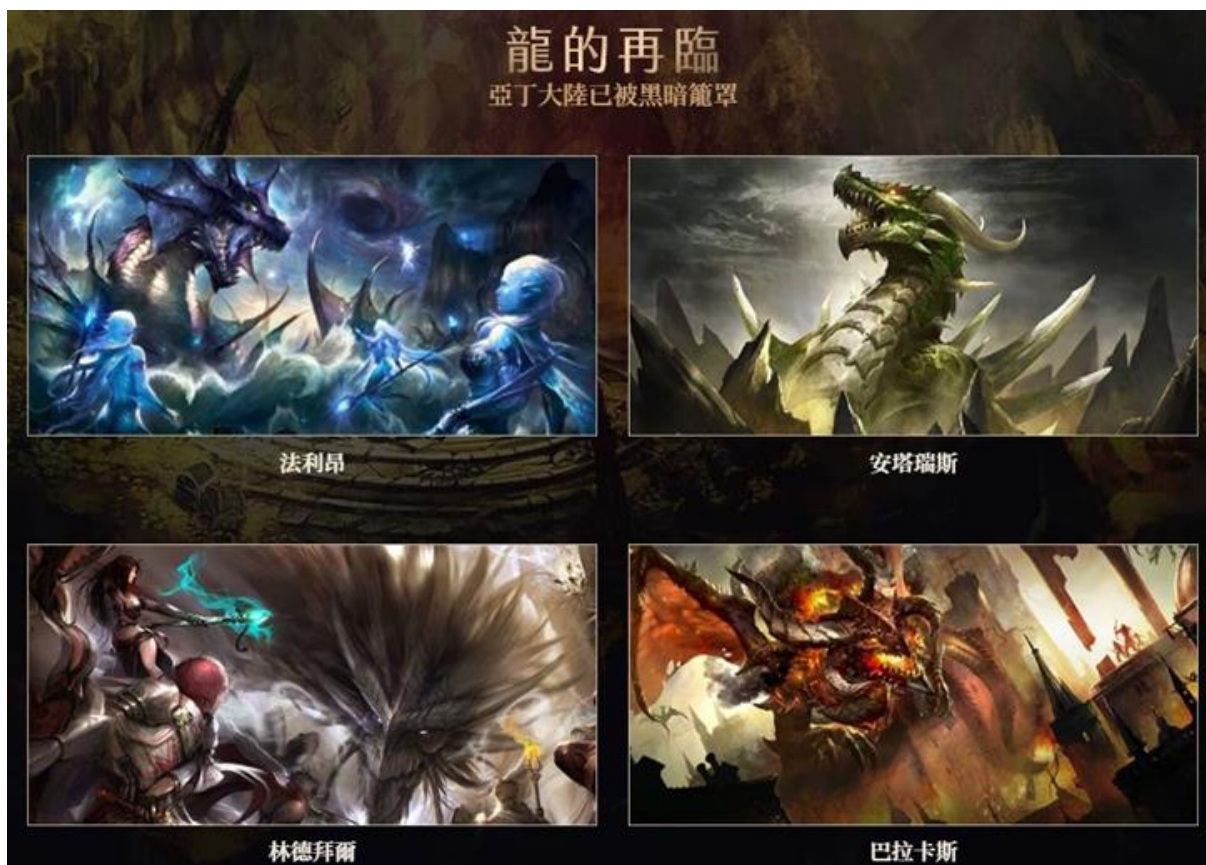 龍的再臨
亞丁大陸已被黑暗籠罩
法利昂
安塔瑞斯
林德拜爾
巴拉卡斯